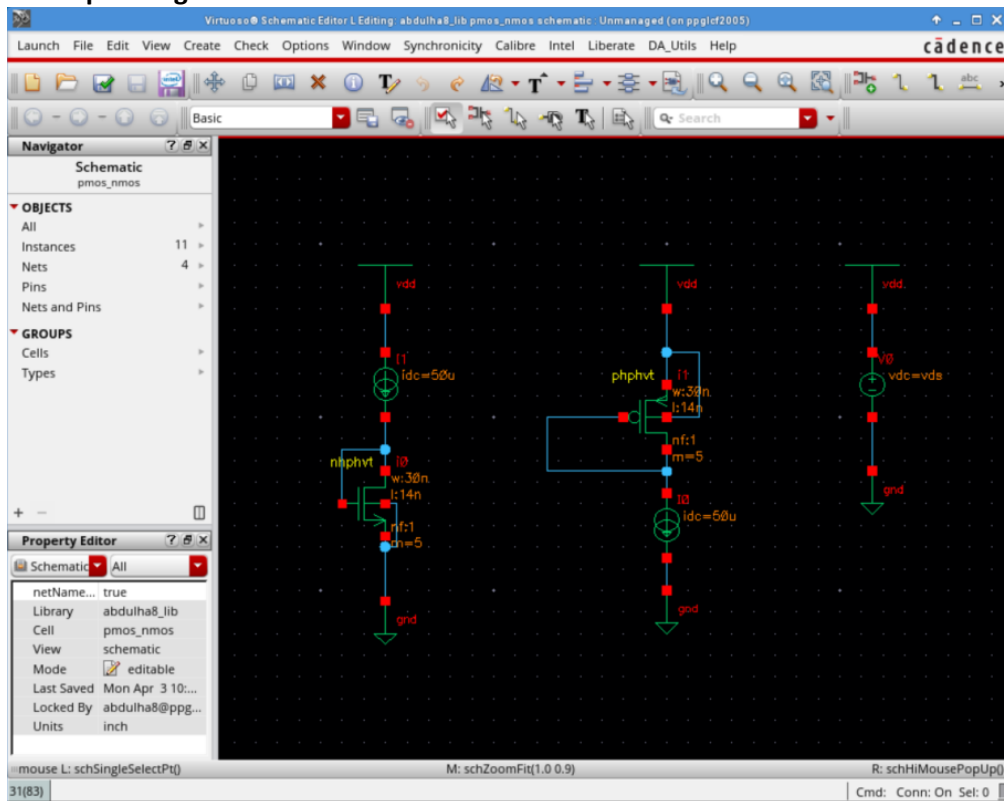 Virtuoso® Schematic Editor L Editing: abdulha8_lib pmos_nmos schematic : Unmanaged (on ppglcf2005)
Launch File Edit View Create Check Options Window Synchronicity Calibre Intel Liberate DA_Utils Help cādence
abc
Basic
Search
Navigator
Schematic
pmos_nmos
OBJECTS
All
Instances 11
Nets 4
Pins
Nets and Pins
GROUPS
Cells
Types
Property Editor
Schematic All
netName... true
Library abdulha8_lib
Cell pmos_nmos
View schematic
Mode editable
Last Saved Mon Apr 3 10:...
Locked By abdulha8@ppg...
Units inch
vdd
I1
idc=50u
nhphvt
i0
w:30n
l:14n
nf:1
m=5
gnd
vdd
phphvt
i1
w:30n
l:14n
nf:1
m=5
I0
idc=50u
gnd
vdd
V0
vdc=vds
gnd
mouse L: schSingleSelectPt() M: schZoomFit(1.0 0.9) R: schHiMousePopUp()
31(83) Cmd: Conn: On Sel: 0